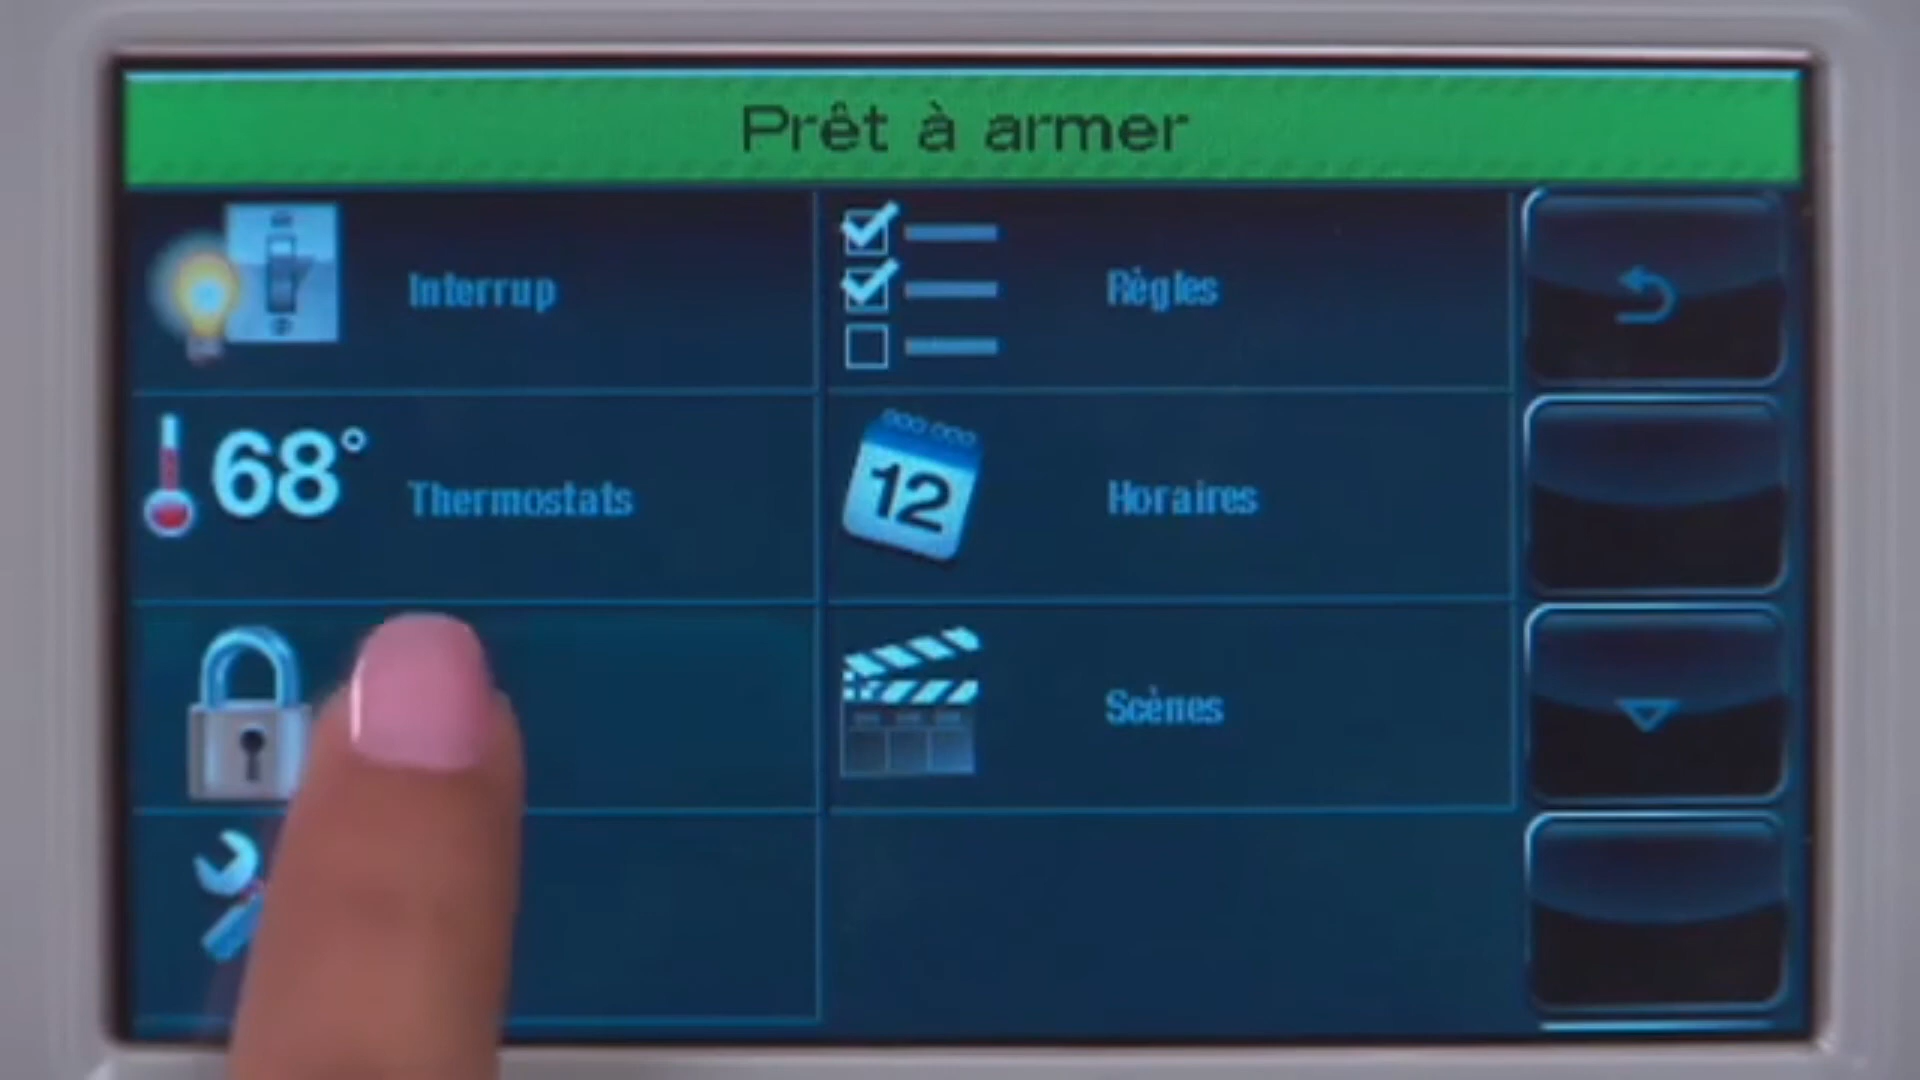 Prêt à armer
Interrup
Règles
68°
Thermostats
12
Horaires
Scènes